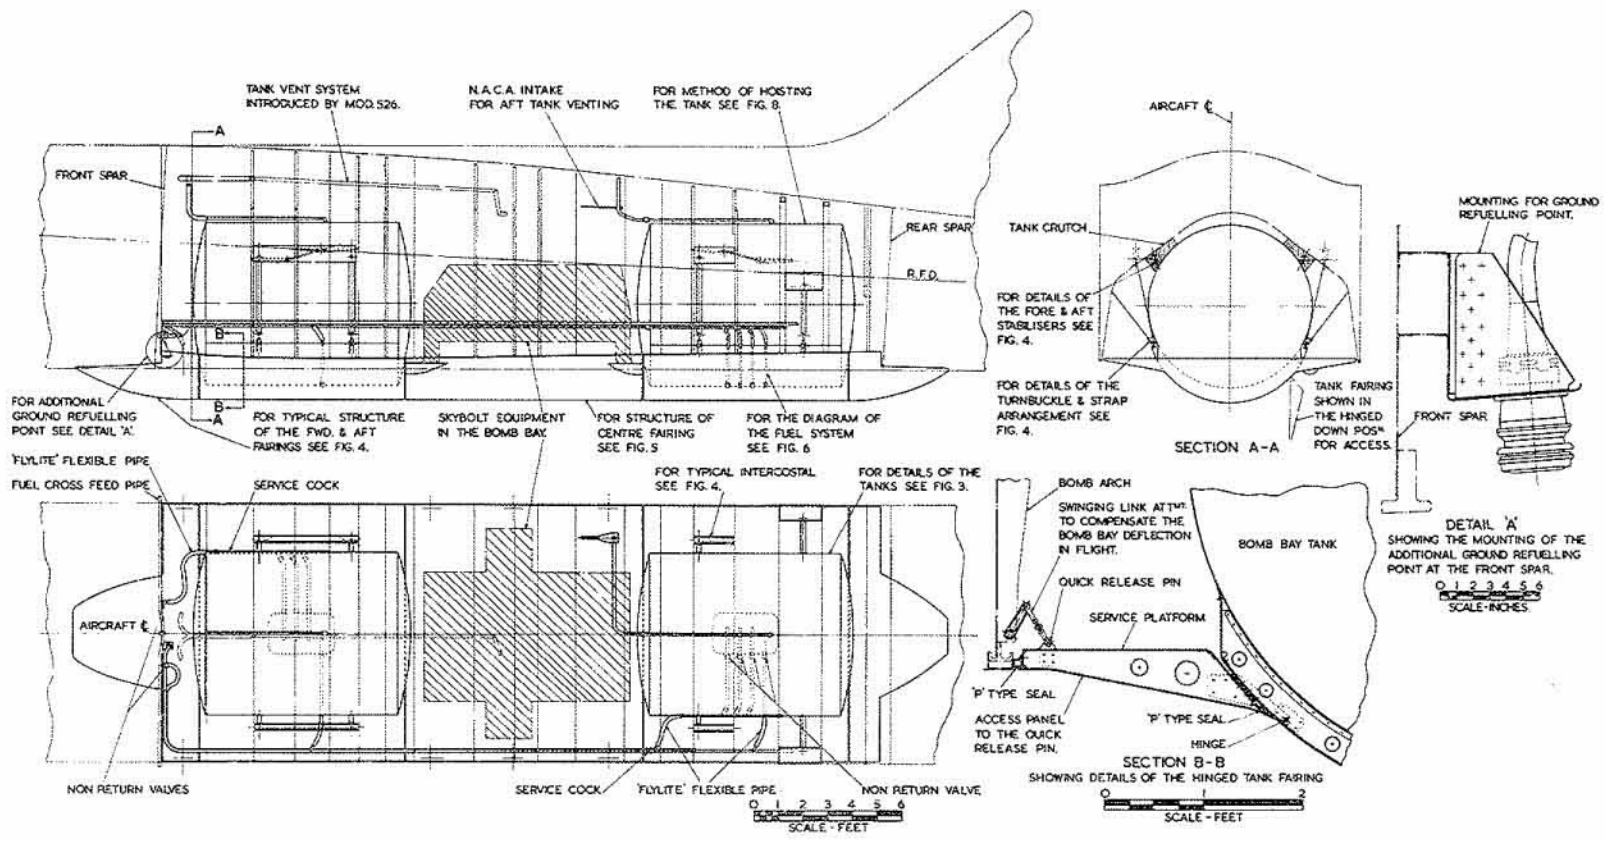 TANK VENT SYSTEM
INTRODUCED BY MOD.526.
N.A.C.A. INTAKE
FOR AFT TANK VENTING
FOR METHOD OF HOISTING
THE TANK SEE FIG. 8.
A
FRONT SPAR
REAR SPAR
R.F.D.
B
B
A
FOR ADDITIONAL
GROUND REFUELLING
POINT SEE DETAIL 'A'.
FOR TYPICAL STRUCTURE
OF THE FWD. & AFT
FAIRINGS SEE FIG. 4.
SKYBOLT EQUIPMENT
IN THE BOMB BAY.
FOR STRUCTURE OF
CENTRE FAIRING
SEE FIG. 5
FOR THE DIAGRAM OF
THE FUEL SYSTEM
SEE FIG. 6
AIRCAFT ℄
TANK CRUTCH
FOR DETAILS OF
THE FORE & AFT
STABILISERS SEE
FIG. 4.
FOR DETAILS OF THE
TURNBUCKLE & STRAP
ARRANGEMENT SEE
FIG. 4.
TANK FAIRING
SHOWN IN
THE HINGED
DOWN POSN.
FOR ACCESS.
SECTION A-A
MOUNTING FOR GROUND
REFUELLING POINT.
FRONT SPAR
DETAIL 'A'
SHOWING THE MOUNTING OF THE
ADDITIONAL GROUND REFUELLING
POINT AT THE FRONT SPAR.
0 1 2 3 4 5 6
SCALE-INCHES.
'FLYLITE' FLEXIBLE PIPE
FUEL CROSS FEED PIPE
SERVICE COCK
FOR TYPICAL INTERCOSTAL
SEE FIG. 4.
FOR DETAILS OF THE
TANKS SEE FIG. 3.
AIRCRAFT ℄
NON RETURN VALVES
SERVICE COCK
'FLYLITE' FLEXIBLE PIPE
NON RETURN VALVE
0 1 2 3 4 5 6
SCALE - FEET
BOMB ARCH
SWINGING LINK ATTMT.
TO COMPENSATE THE
BOMB BAY DEFLECTION
IN FLIGHT.
QUICK RELEASE PIN
SERVICE PLATFORM
BOMB BAY TANK
'P' TYPE SEAL
ACCESS PANEL
TO THE QUICK
RELEASE PIN.
'P' TYPE SEAL
HINGE
SECTION B-B
SHOWING DETAILS OF THE HINGED TANK FAIRING
0 1 2
SCALE - FEET